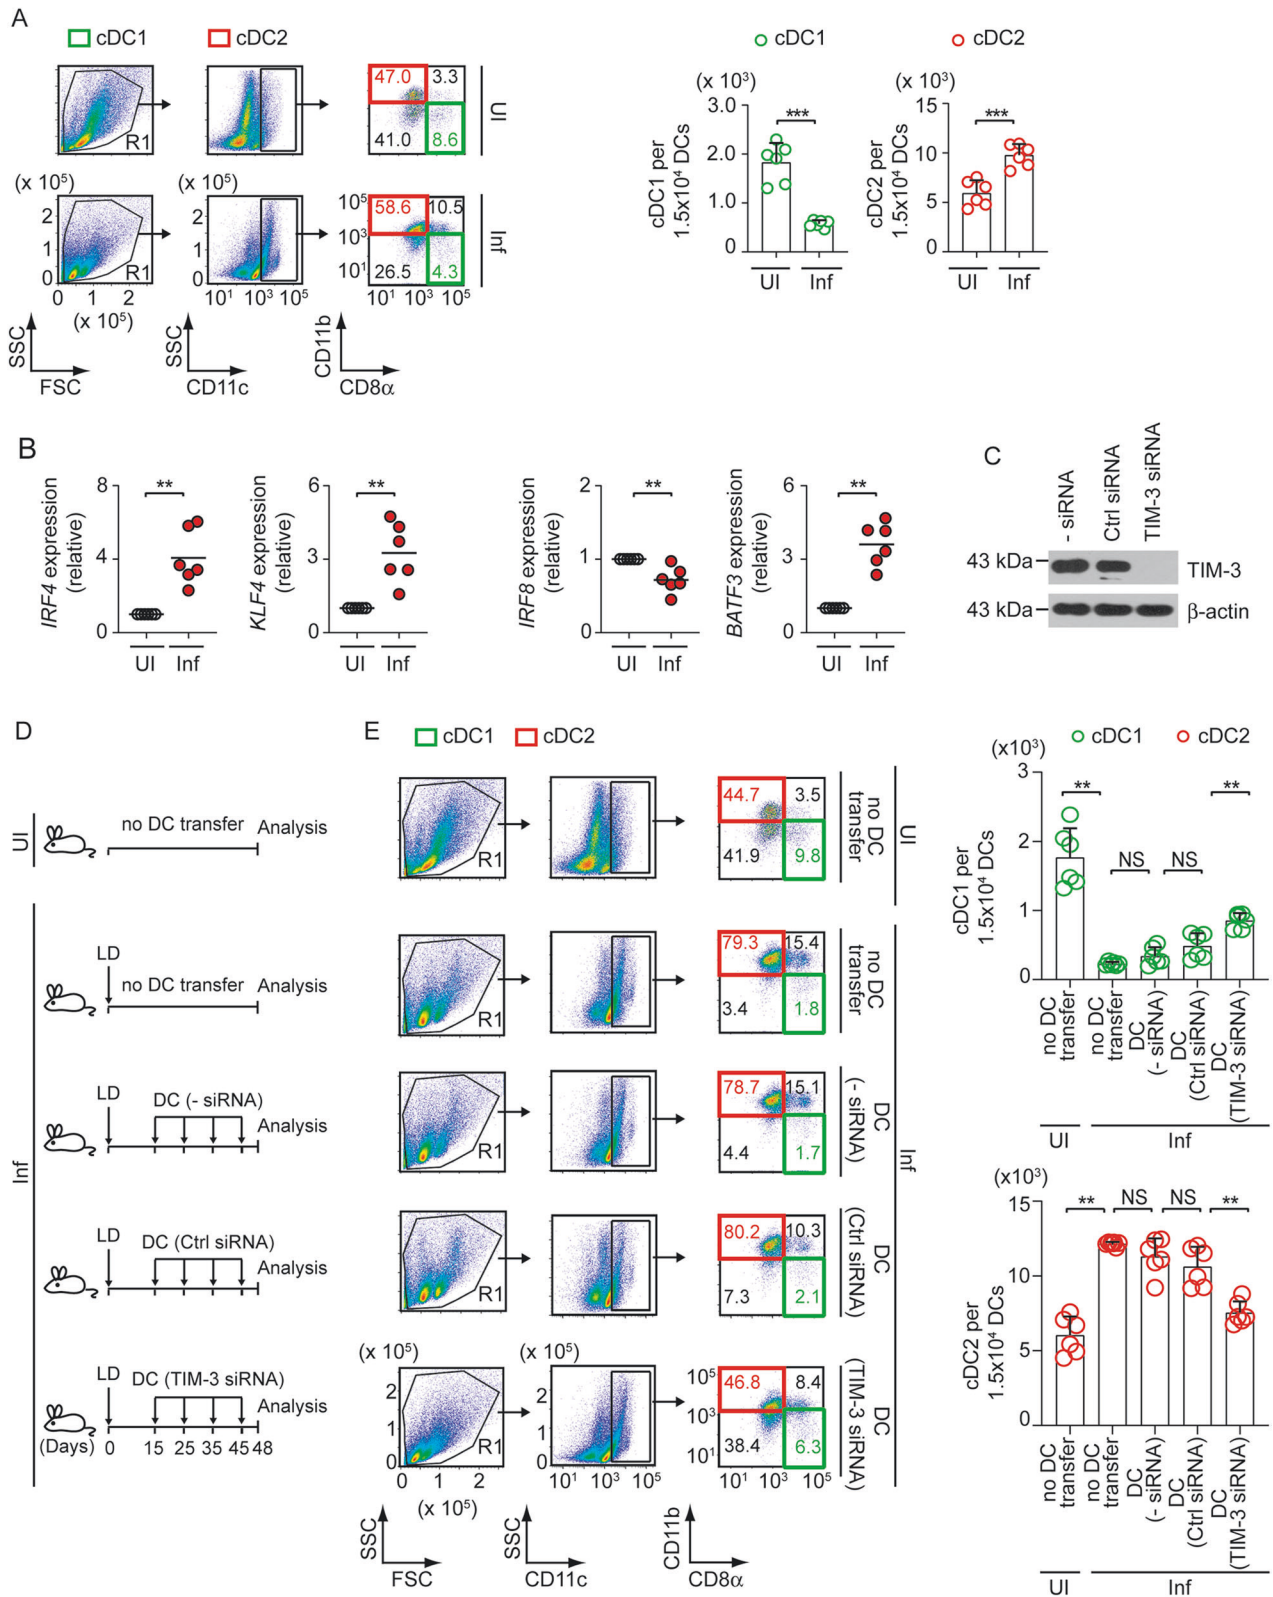 A
cDC1
cDC2
cDC1
cDC2
47.0
3.3
41.0
8.6
R1
UI
(x 10⁵)
(x 10⁵)
2
1
0
R1
0
1
2
(x 10⁵)
2
1
0
10¹ 10³ 10⁵
10⁵
10³
10¹
58.6
10.5
26.5
4.3
10¹ 10³ 10⁵
Inf
SSC
FSC
SSC
CD11c
CD11b
CD8α
(x 10³)
cDC1 per
1.5x10⁴ DCs
3.0
2.0
1.0
0
***
UI
Inf
(x 10³)
cDC2 per
1.5x10⁴ DCs
15
10
5
0
***
UI
Inf
B
IRF4 expression
(relative)
8
4
0
**
UI
Inf
KLF4 expression
(relative)
6
3
0
**
UI
Inf
IRF8 expression
(relative)
2
1
0
**
UI
Inf
BATF3 expression
(relative)
6
3
0
**
UI
Inf
C
- siRNA
Ctrl siRNA
TIM-3 siRNA
43 kDa
TIM-3
43 kDa
β-actin
D
UI
no DC transfer
Analysis
Inf
LD
no DC transfer
Analysis
LD
DC (- siRNA)
Analysis
LD
DC (Ctrl siRNA)
Analysis
LD
DC (TIM-3 siRNA)
Analysis
(Days)
0
15
25
35
45
48
E
cDC1
cDC2
R1
44.7
3.5
41.9
9.8
no DC
transfer
UI
R1
79.3
15.4
3.4
1.8
no DC
transfer
R1
78.7
15.1
4.4
1.7
DC
(- siRNA)
Inf
R1
80.2
10.3
7.3
2.1
DC
(Ctrl siRNA)
(x 10⁵)
(x 10⁵)
2
1
0
R1
0
1
2
(x 10⁵)
2
1
0
10¹ 10³ 10⁵
10⁵
10³
10¹
46.8
8.4
38.4
6.3
10¹ 10³ 10⁵
DC
(TIM-3 siRNA)
SSC
FSC
SSC
CD11c
CD11b
CD8α
(x10³)
cDC1
cDC2
cDC1 per
1.5x10⁴ DCs
3
2
1
0
**
NS
NS
**
no DC
transfer
no DC
transfer
DC
(- siRNA)
DC
(Ctrl siRNA)
DC
(TIM-3 siRNA)
UI
Inf
(x10³)
cDC2 per
1.5x10⁴ DCs
15
10
5
0
**
NS
NS
**
no DC
transfer
no DC
transfer
DC
(- siRNA)
DC
(Ctrl siRNA)
DC
(TIM-3 siRNA)
UI
Inf